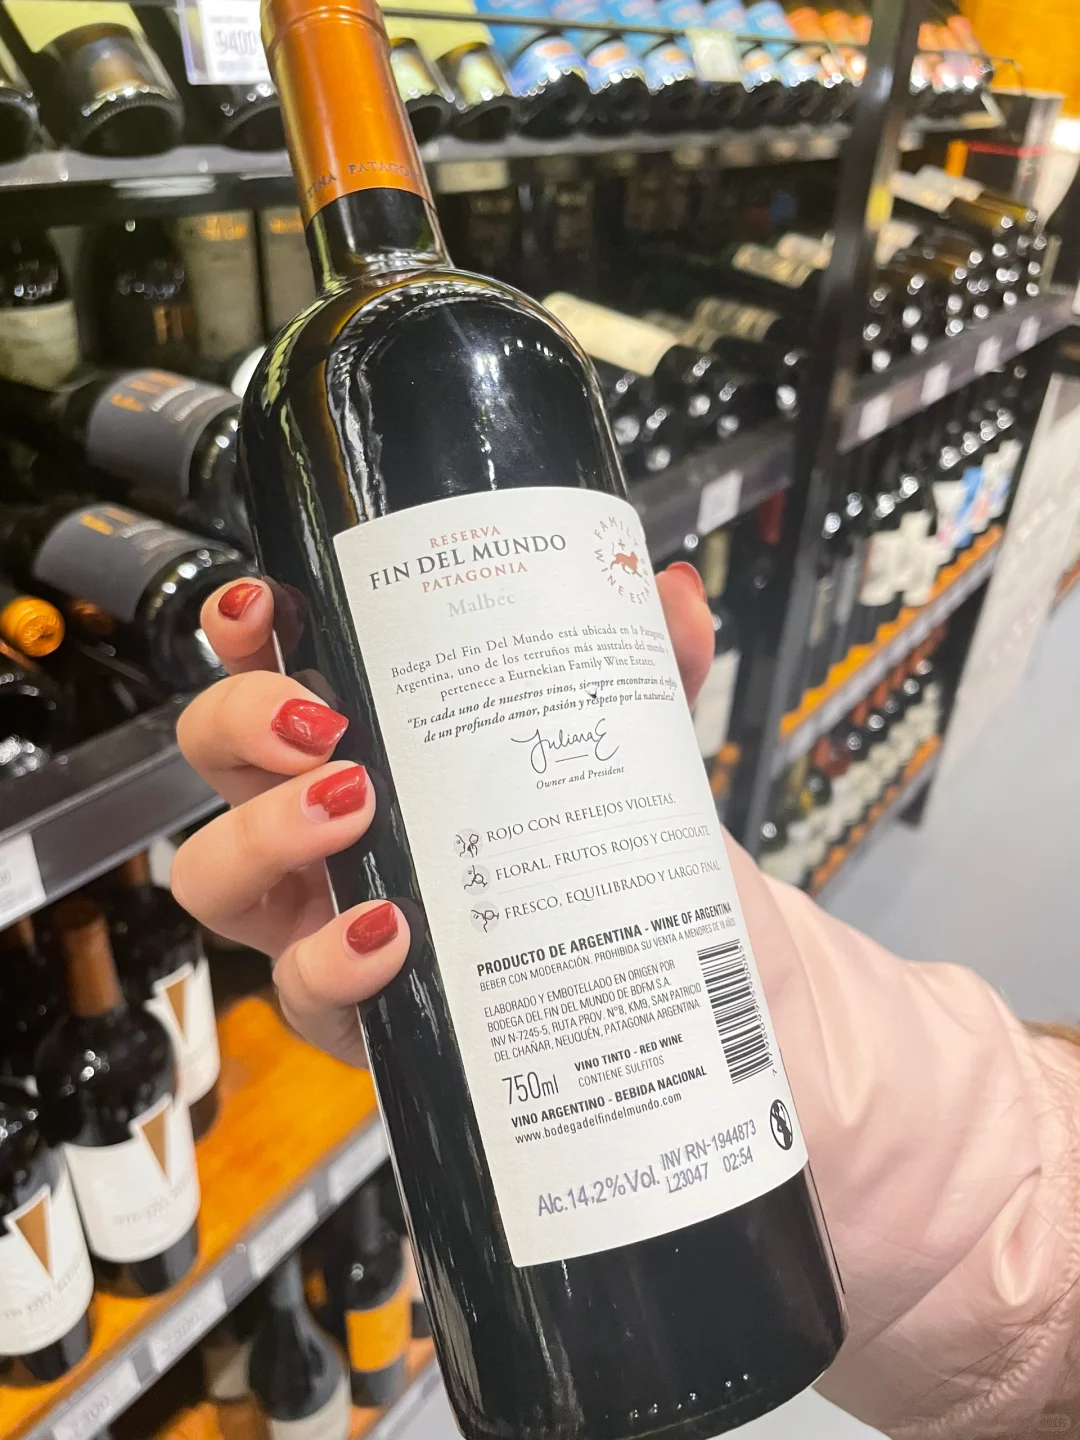 9400
PATAGO
RESERVA
FIN DEL MUNDO
PATAGONIA
Malbec
FAMILY WINE ESTA
Bodega Del Fin Del Mundo está ubicada en la Patagonia
Argentina, uno de los terruños más australes del mundo y
pertenece a Eurnekian Family Wine Estates.
"En cada uno de nuestros vinos, siempre encontrarán el reflejo
de un profundo amor, pasión y respeto por la naturaleza"
JulianaE
Owner and President
ROJO CON REFLEJOS VIOLETAS.
FLORAL, FRUTOS ROJOS Y CHOCOLATE.
FRESCO, EQUILIBRADO Y LARGO FINAL.
PRODUCTO DE ARGENTINA - WINE OF ARGENTINA
BEBER CON MODERACIÓN. PROHIBIDA SU VENTA A MENORES DE 18 AÑOS
ELABORADO Y EMBOTELLADO EN ORIGEN POR
BODEGA DEL FIN DEL MUNDO DE BDFM S.A.
INV N-7245-5, RUTA PROV. N°8, KM9, SAN PATRICIO
DEL CHAÑAR, NEUQUÉN, PATAGONIA ARGENTINA
750ml
VINO TINTO - RED WINE
CONTIENE SULFITOS
VINO ARGENTINO - BEBIDA NACIONAL
www.bodegadelfindelmundo.com
Alc.14,2%Vol. INV RN-1944873
L23047 02:54